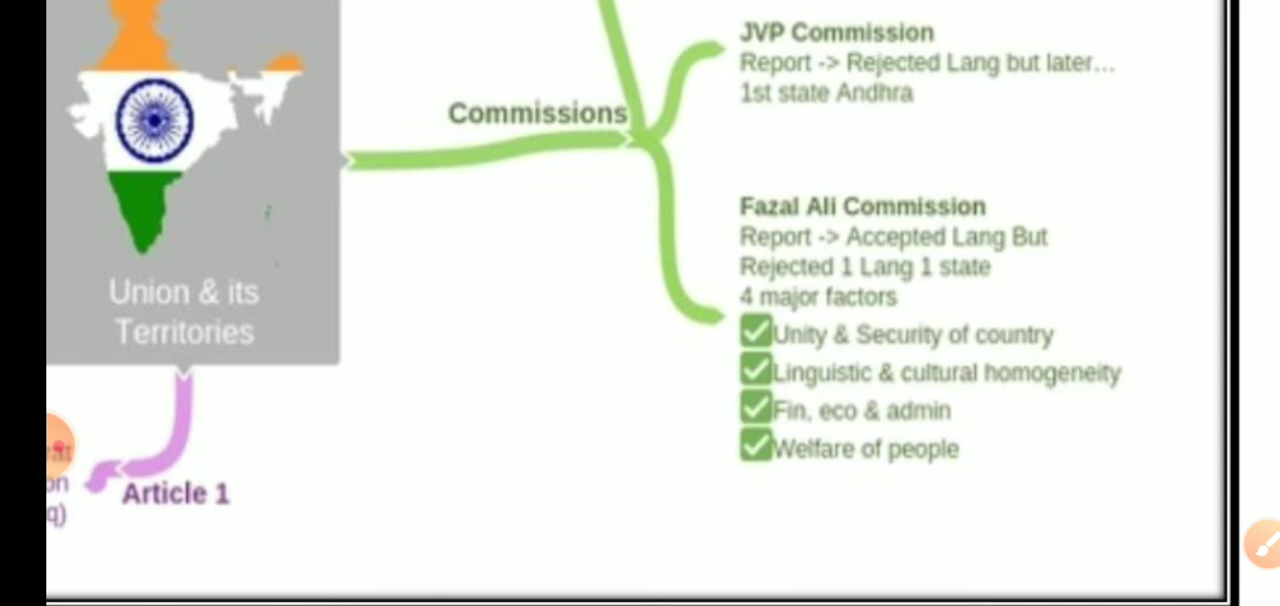 JVP Commission
Report -> Rejected Lang but later...
1st state Andhra
Commissions
Fazal Ali Commission
Report -> Accepted Lang But
Rejected 1 Lang 1 state
4 major factors
Unity & Security of country
Linguistic & cultural homogeneity
Fin, eco & admin
Welfare of people
Union & its
Territories
Article 1
on
q)